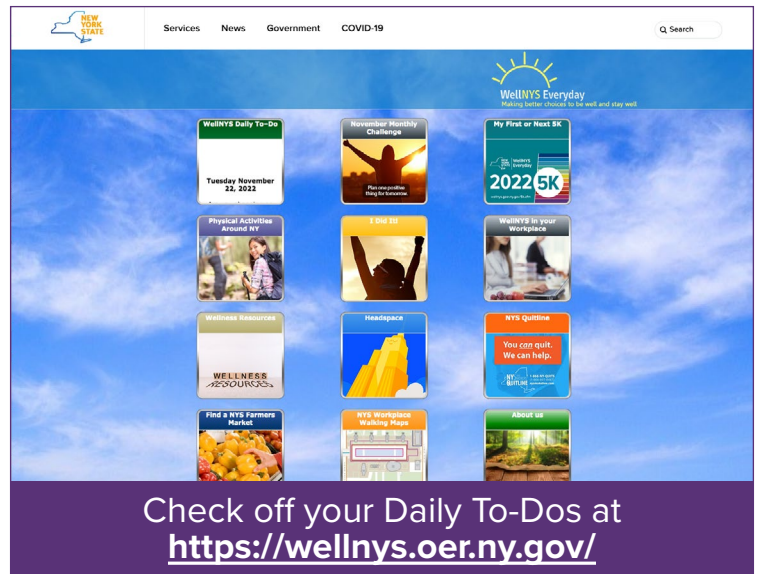 NEW
YORK
STATE
Services News Government COVID-19
Search
WellNYS Everyday
Making better choices to be well and stay well
WellNYS Daily To-Do
Tuesday November
22, 2022
November Monthly
Challenge
Plan one positive
thing for tomorrow.
My First or Next 5K
WellNYS
Everyday
2022 5K
Physical Activities
Around NY
I Did It!
WellNYS in your
Workplace
Wellness Resources
WELLNESS
RESOURCES
Headspace
NYS Quitline
You can quit.
We can help.
NY
QUITLINE
Find a NYS Farmers
Market
NYS Workplace
Walking Maps
About us
Check off your Daily To-Dos at
https://wellnys.oer.ny.gov/